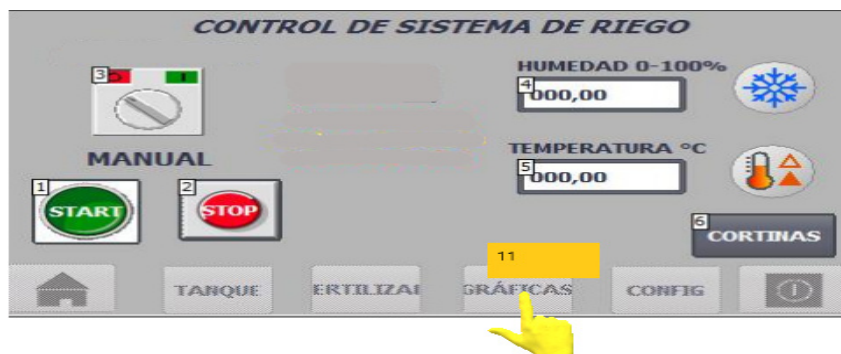 CONTROL DE SISTEMA DE RIEGO
3
HUMEDAD 0-100%
4
000,00
MANUAL
TEMPERATURA °C
5
000,00
1
START
2
STOP
6
CORTINAS
11
TANQUE
ERTILIZAI
GRÁFICAS
CONFIG